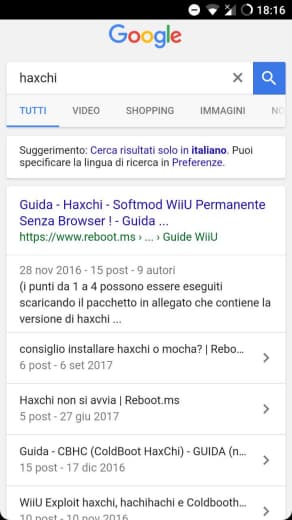 18:16
Google
haxchi
TUTTI VIDEO SHOPPING IMMAGINI
Suggerimento: Cerca risultati solo in italiano. Puoi
specificare la lingua di ricerca in Preferenze.
Guida - Haxchi - Softmod WiiU Permanente
Senza Browser ! - Guida ...
https://www.reboot.ms › ... › Guide WiiU
28 nov 2016 - 15 post - 9 autori
(i punti da 1 a 4 possono essere eseguiti
scaricando il pacchetto in allegato che contiene la
versione di haxchi ...
consiglio installare haxchi o mocha? | Rebo...
6 post - 6 set 2017
Haxchi non si avvia | Reboot.ms
5 post - 27 giu 2017
Guida - CBHC (ColdBoot HaxChi) - GUIDA (n...
15 post - 17 dic 2016
WiiU Exploit haxchi, hachihachi e Coldbooth...
10 post - 10 nov 2016